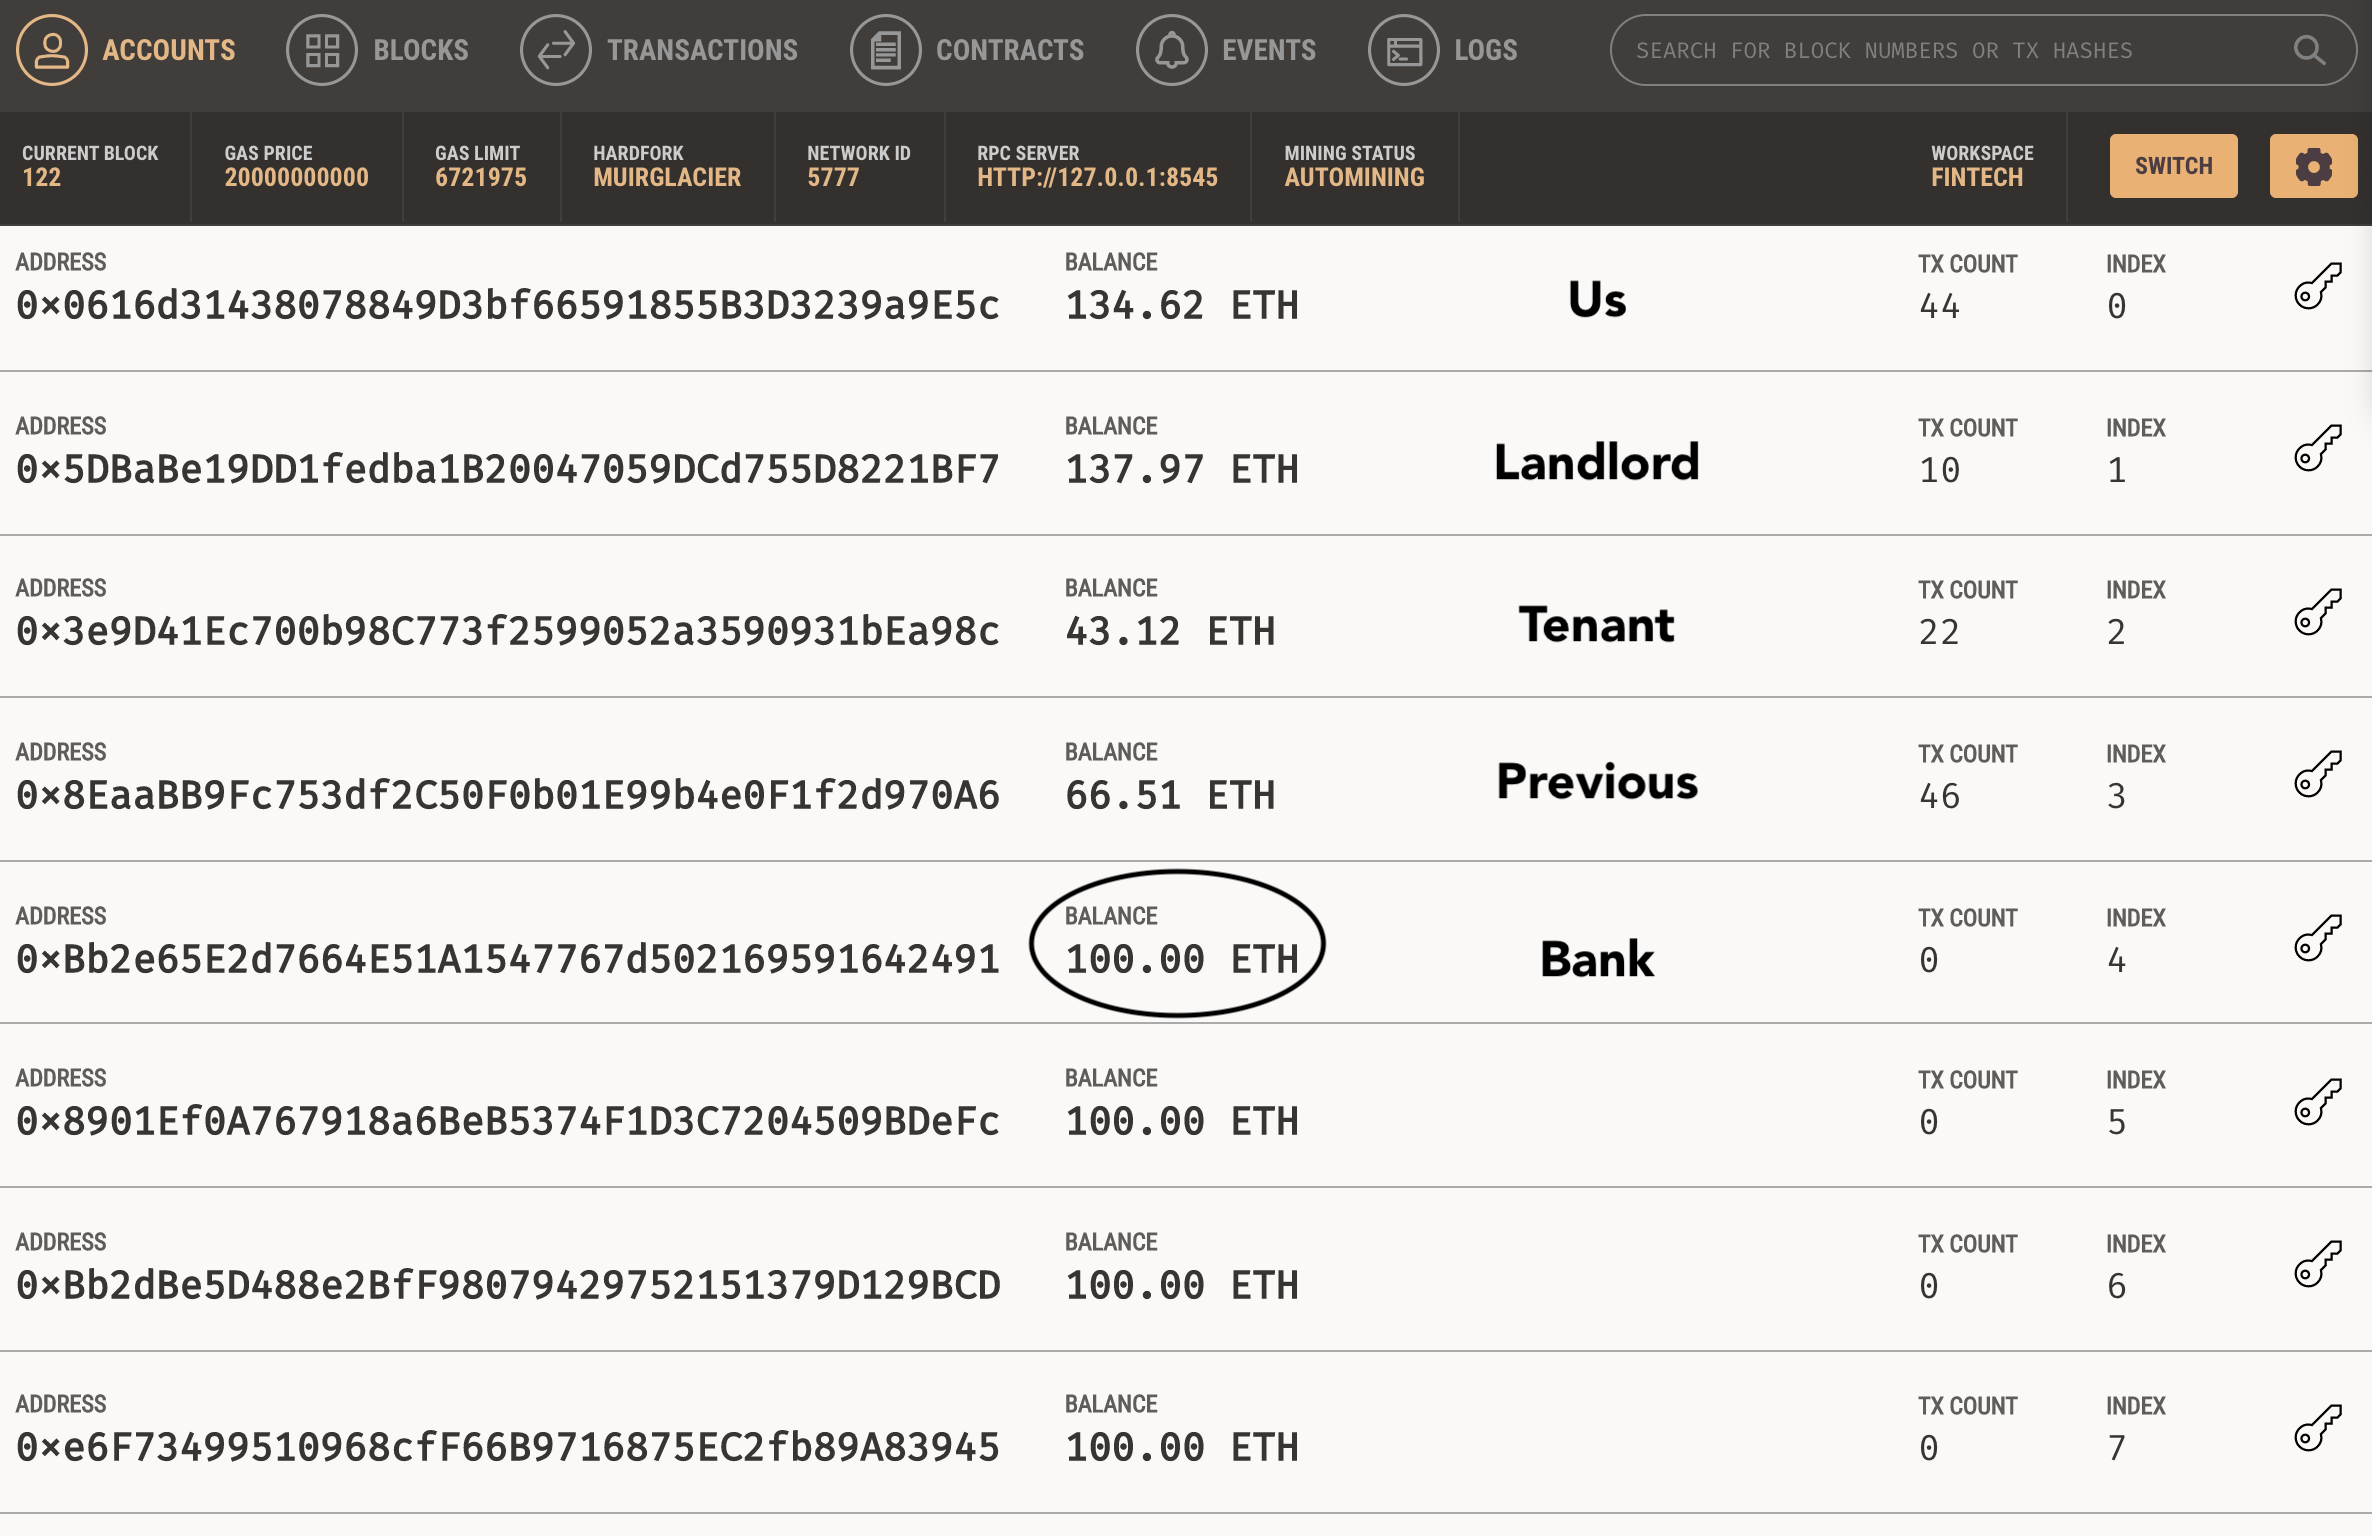 ACCOUNTS BLOCKS TRANSACTIONS CONTRACTS EVENTS LOGS SEARCH FOR BLOCK NUMBERS OR TX HASHES
CURRENT BLOCK GAS PRICE GAS LIMIT HARDFORK NETWORK ID RPC SERVER MINING STATUS WORKSPACE SWITCH
122 20000000000 6721975 MUIRGLACIER 5777 HTTP://127.0.0.1:8545 AUTOMINING FINTECH
ADDRESS BALANCE TX COUNT INDEX
0×0616d31438078849D3bf66591855B3D3239a9E5c 134.62 ETH Us 44 0
ADDRESS BALANCE TX COUNT INDEX
0×5DBaBe19DD1fedba1B20047059DCd755D8221BF7 137.97 ETH Landlord 10 1
ADDRESS BALANCE TX COUNT INDEX
0×3e9D41Ec700b98C773f2599052a3590931bEa98c 43.12 ETH Tenant 22 2
ADDRESS BALANCE TX COUNT INDEX
0×8EaaBB9Fc753df2C50F0b01E99b4e0F1f2d970A6 66.51 ETH Previous 46 3
ADDRESS BALANCE TX COUNT INDEX
0×Bb2e65E2d7664E51A1547767d502169591642491 100.00 ETH Bank 0 4
ADDRESS BALANCE TX COUNT INDEX
0×8901Ef0A767918a6BeB5374F1D3C7204509BDeFc 100.00 ETH 0 5
ADDRESS BALANCE TX COUNT INDEX
0×Bb2dBe5D488e2BfF980794297521513​79D129BCD 100.00 ETH 0 6
ADDRESS BALANCE TX COUNT INDEX
0×e6F73499510968cfF66B9716875EC2fb89A83945 100.00 ETH 0 7